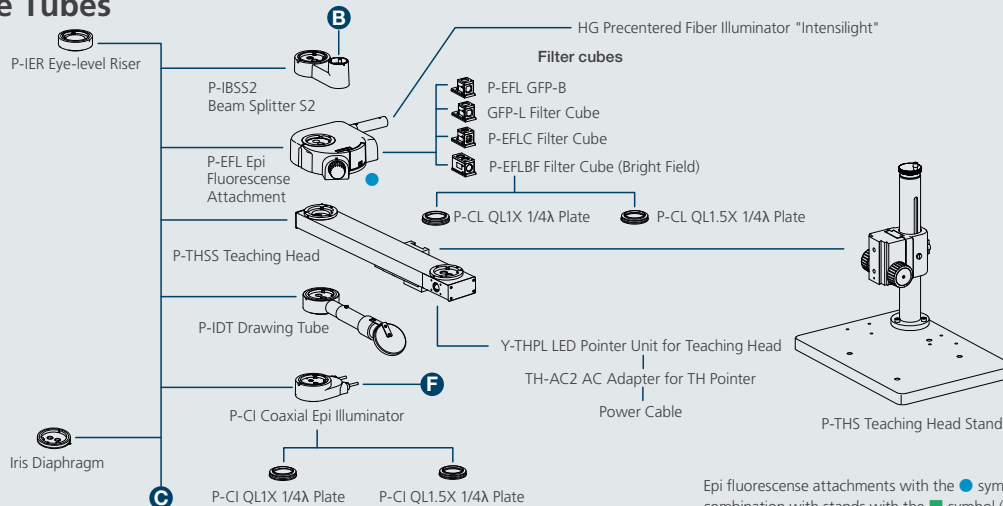 e Tubes
B
HG Precentered Fiber Illuminator "Intensilight"
P-IER Eye-level Riser
Filter cubes
P-IBSS2
Beam Splitter S2
P-EFL GFP-B
GFP-L Filter Cube
P-EFLC Filter Cube
P-EFLBF Filter Cube (Bright Field)
P-EFL Epi
Fluorescense
Attachment
P-CL QL1X 1/4λ Plate
P-CL QL1.5X 1/4λ Plate
P-THSS Teaching Head
P-IDT Drawing Tube
Y-THPL LED Pointer Unit for Teaching Head
TH-AC2 AC Adapter for TH Pointer
Power Cable
F
P-CI Coaxial Epi Illuminator
P-THS Teaching Head Stand
Iris Diaphragm
C
P-CI QL1X 1/4λ Plate
P-CI QL1.5X 1/4λ Plate
Epi fluorescense attachments with the ● sym
combination with stands with the ■ symbol (